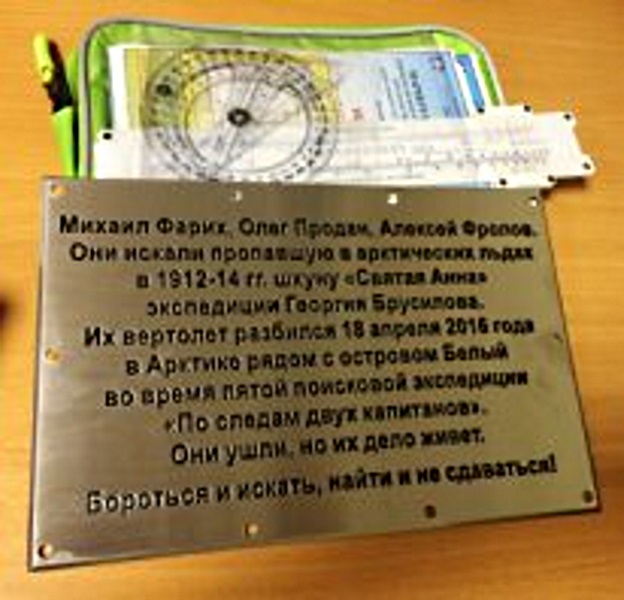 Михаил Фарих, Олег Продан, Алексей Фролов.
Они искали пропавшую в арктических льдах
в 1912-14 гг. шхуну «Святая Анна»
экспедиции Георгия Брусилова.
Их вертолет разбился 18 апреля 2016 года
в Арктике рядом с островом Белый
во время пятой поисковой экспедиции
«По следам двух капитанов».
Они ушли, но их дело живет.
Бороться и искать, найти и не сдаваться!